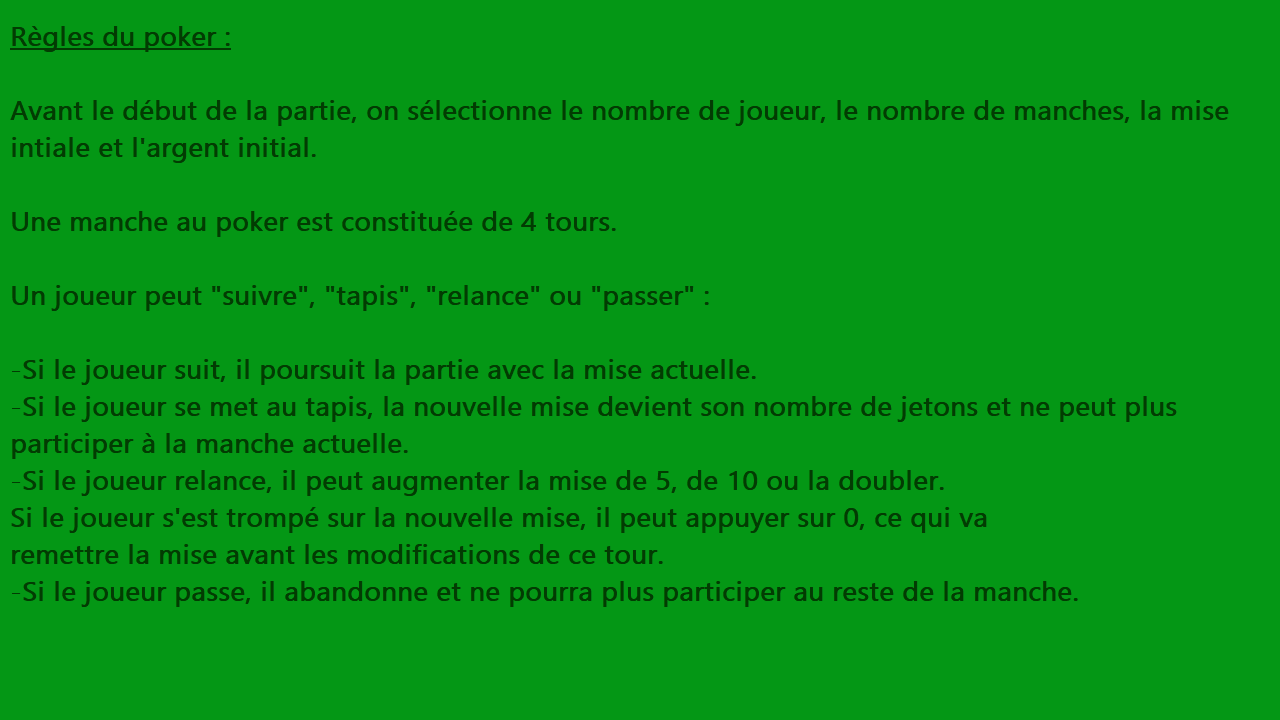 Règles du poker :
Avant le début de la partie, on sélectionne le nombre de joueur, le nombre de manches, la mise
intiale et l'argent initial.
Une manche au poker est constituée de 4 tours.
Un joueur peut "suivre", "tapis", "relance" ou "passer" :
-Si le joueur suit, il poursuit la partie avec la mise actuelle.
-Si le joueur se met au tapis, la nouvelle mise devient son nombre de jetons et ne peut plus
participer à la manche actuelle.
-Si le joueur relance, il peut augmenter la mise de 5, de 10 ou la doubler.
Si le joueur s'est trompé sur la nouvelle mise, il peut appuyer sur 0, ce qui va
remettre la mise avant les modifications de ce tour.
-Si le joueur passe, il abandonne et ne pourra plus participer au reste de la manche.